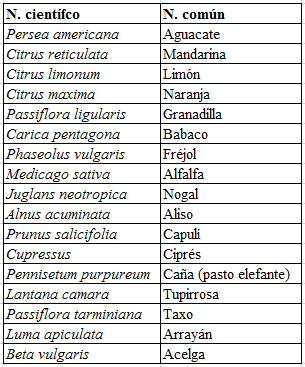 N. científco N. común
Persea americana Aguacate
Citrus reticulata Mandarina
Citrus limonum Limón
Citrus maxima Naranja
Passiflora ligularis Granadilla
Carica pentagona Babaco
Phaseolus vulgaris Fréjol
Medicago sativa Alfalfa
Juglans neotropica Nogal
Alnus acuminata Aliso
Prunus salicifolia Capuli
Cupressus Ciprés
Pennisetum purpureum Caña (pasto elefante)
Lantana camara Tupirrosa
Passiflora tarminiana Taxo
Luma apiculata Arrayán
Beta vulgaris Acelga